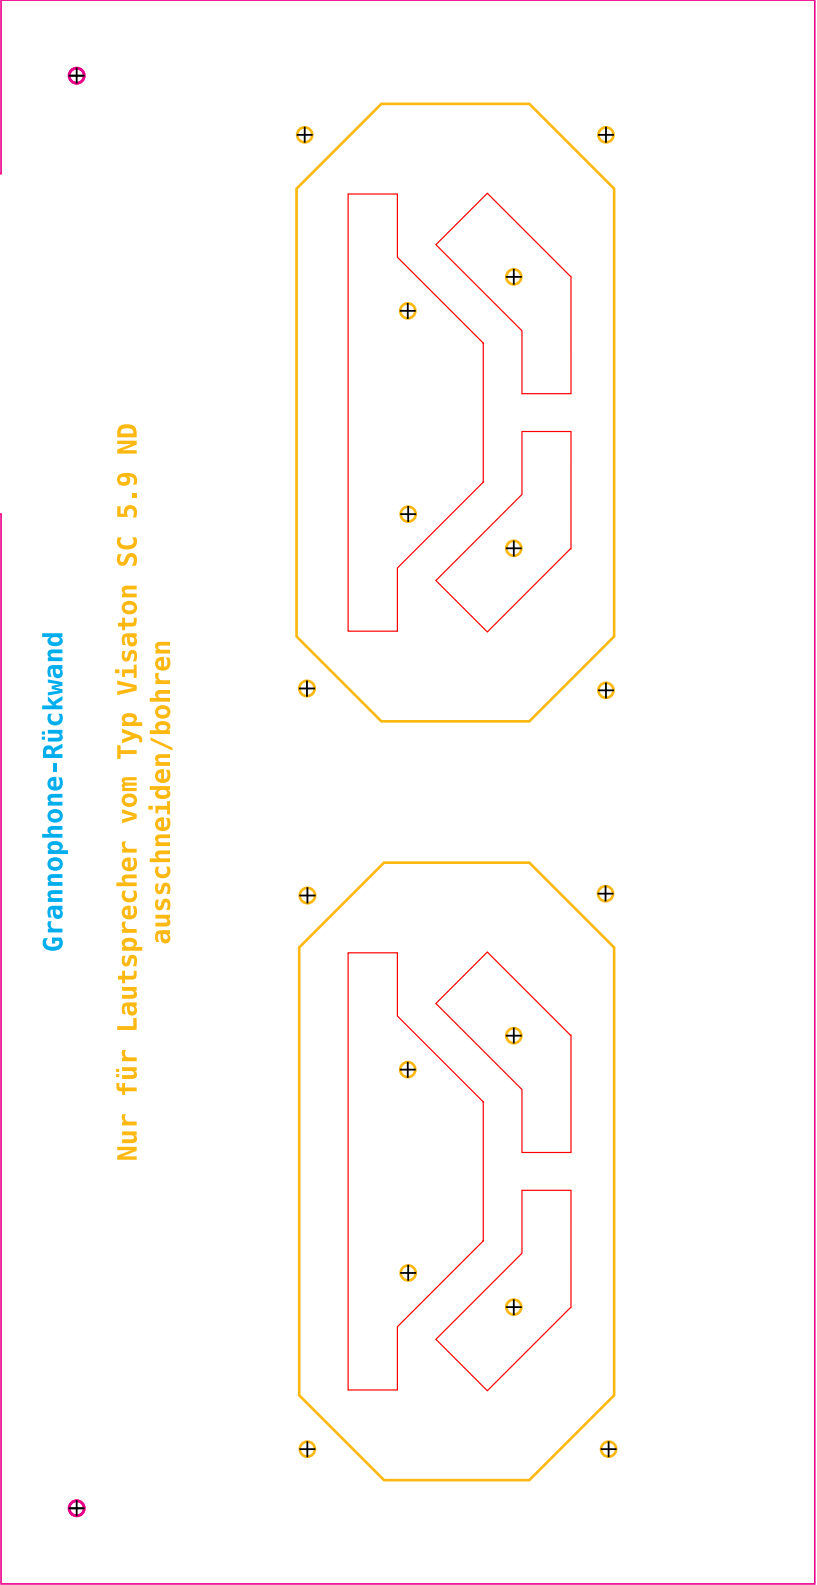 Grannophone-Rückwand
Nur für Lautsprecher vom Typ Visaton SC 5.9 ND
ausschneiden/bohren